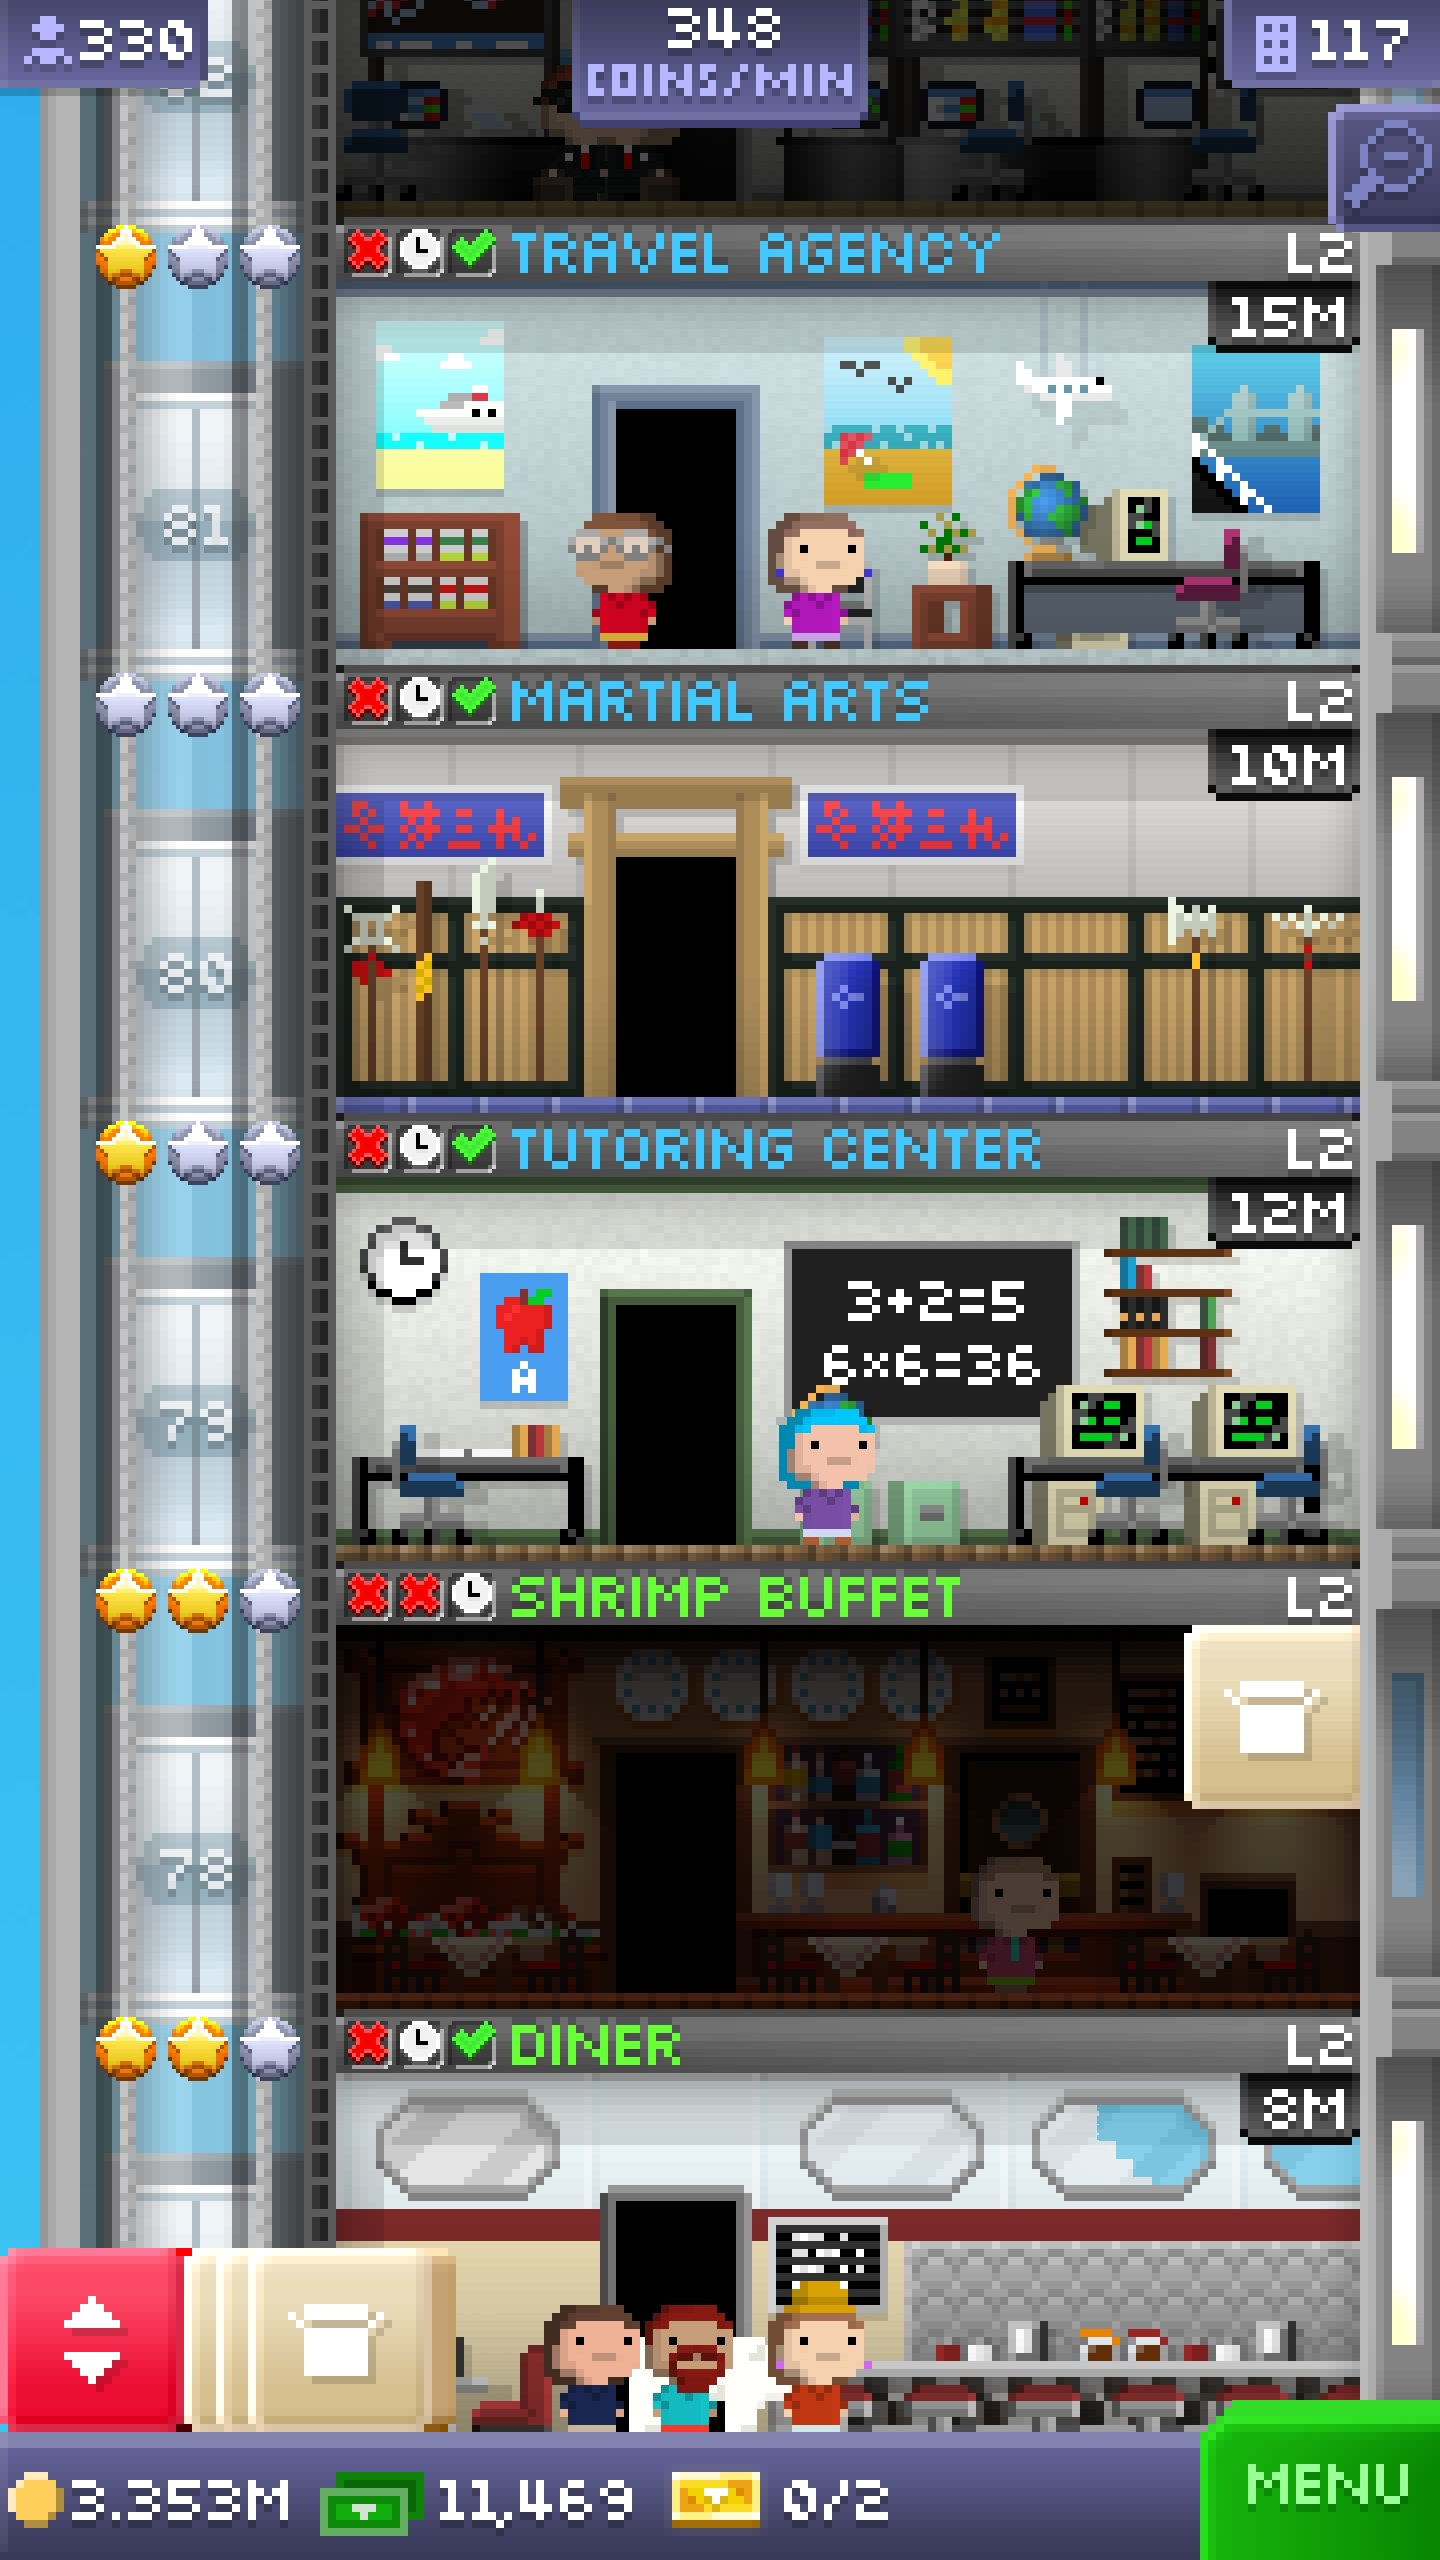 330
348
COINS/MIN
117
TRAVEL AGENCY
L2
15M
81
MARTIAL ARTS
L2
10M
80
TUTORING CENTER
L2
12M
3+2=5
6×6=36
A
79
SHRIMP BUFFET
L2
78
DINER
L2
8M
3.353M
11,469
0/2
MENU